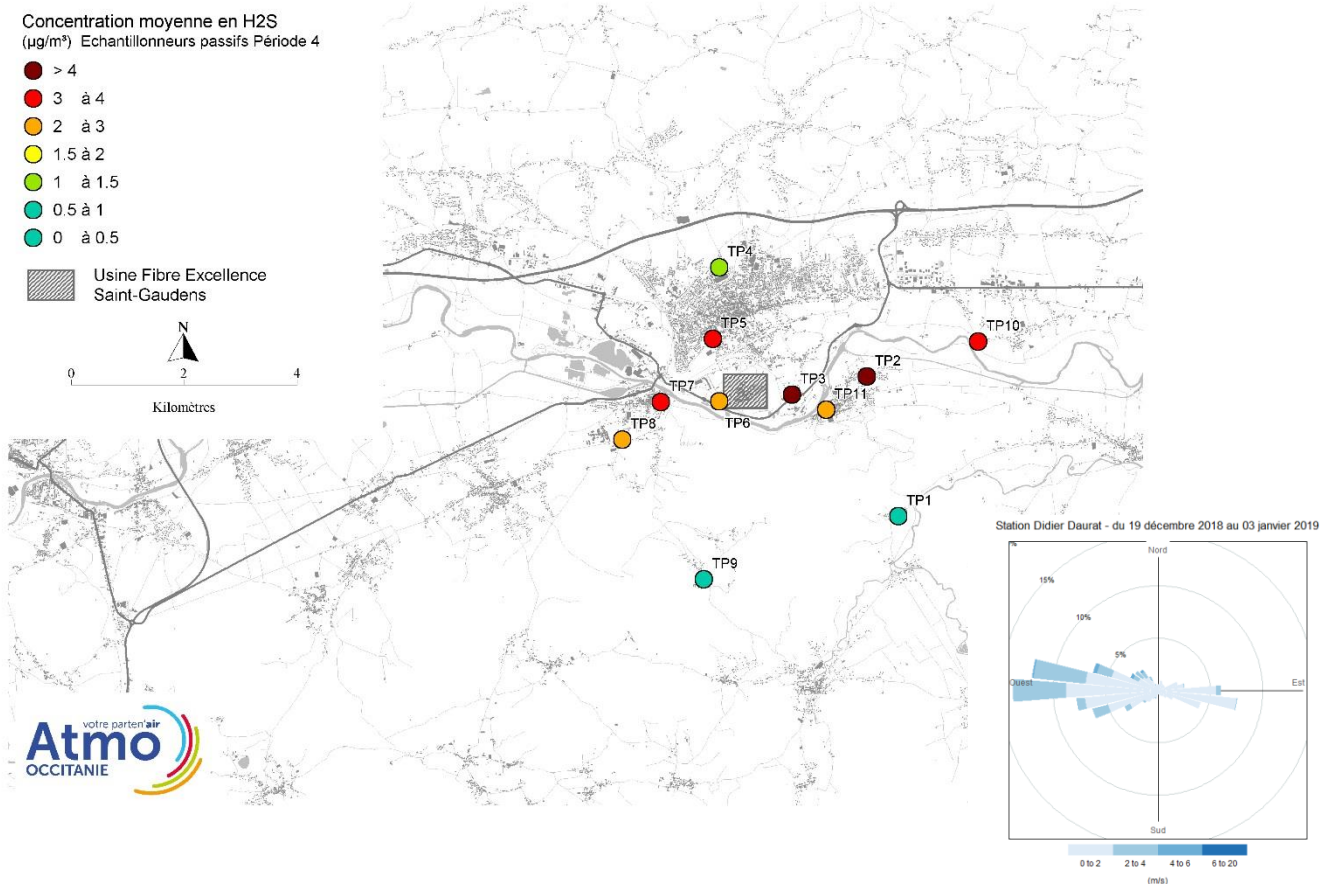 Concentration moyenne en H2S
(µg/m³) Echantillonneurs passifs Période 4
> 4
3 à 4
2 à 3
1.5 à 2
1 à 1.5
0.5 à 1
0 à 0.5
Usine Fibre Excellence
Saint-Gaudens
N
0 2 4
Kilomètres
TP4
TP5
TP10
TP2
TP3
TP7
TP11
TP6
TP8
TP1
TP9
Station Didier Daurat - du 19 décembre 2018 au 03 janvier 2019
%
Nord
15%
10%
5%
Ouest
Est
Sud
0 to 2 2 to 4 4 to 6 6 to 20
(m/s)
votre parten'air
Atmo
OCCITANIE